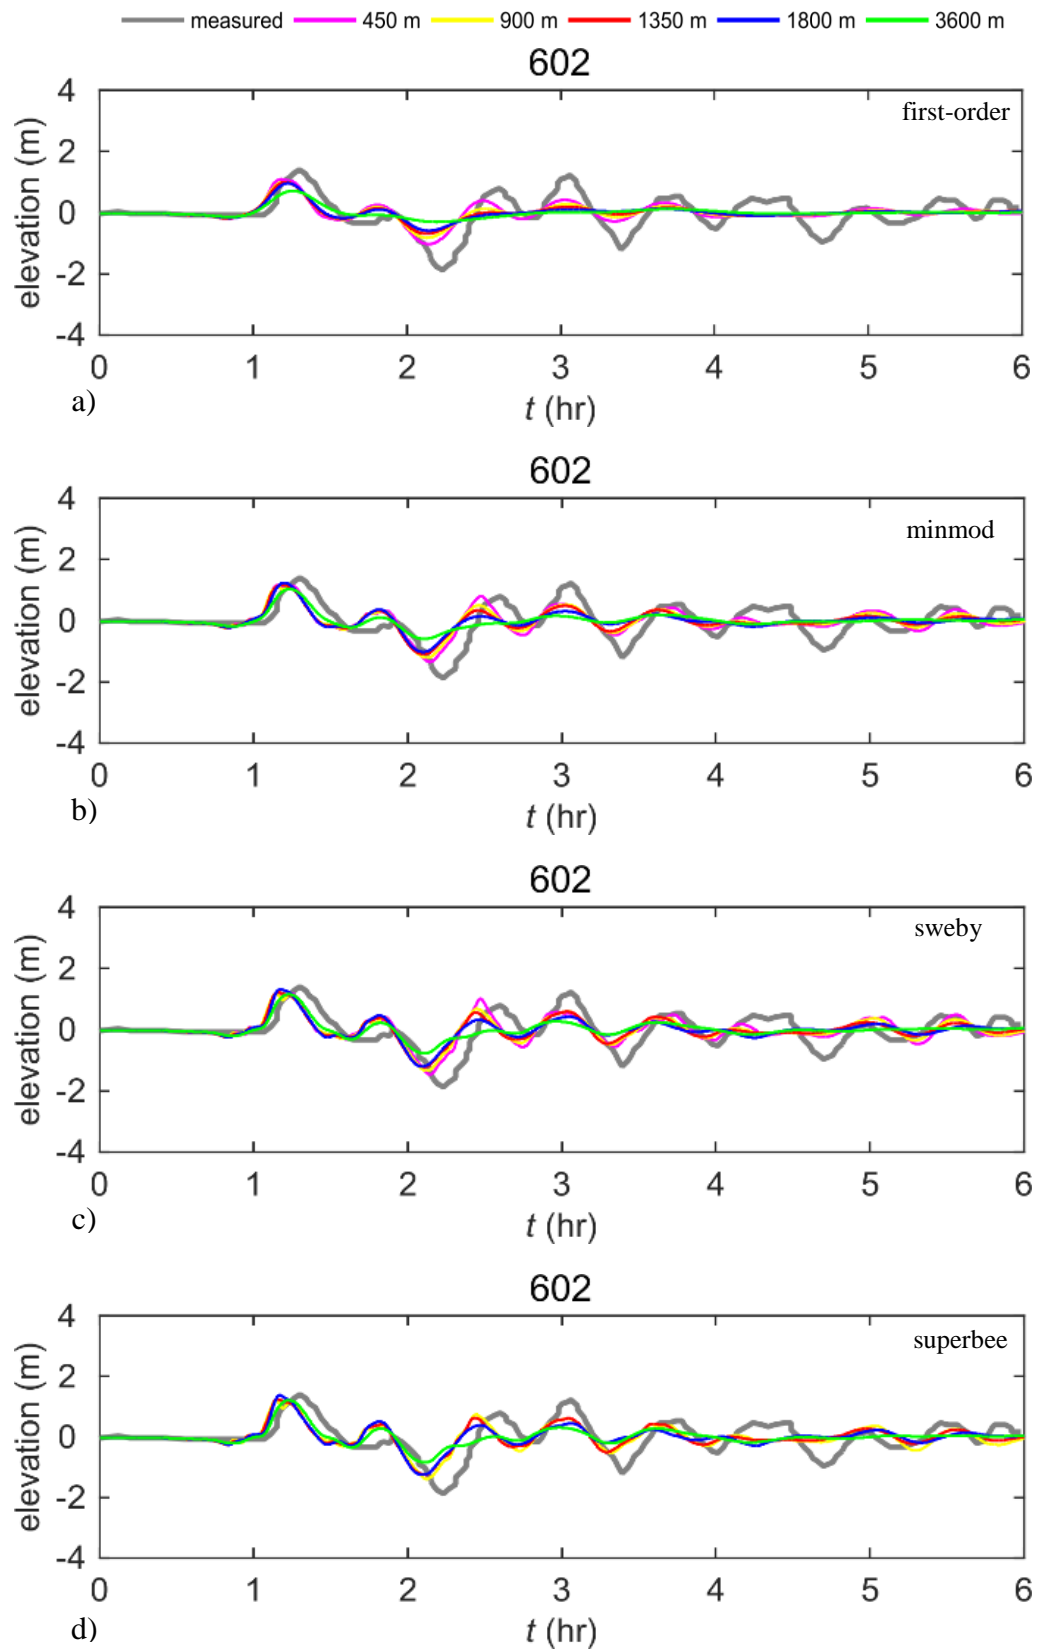 measured 450 m 900 m 1350 m 1800 m 3600 m
602
first-order
4
2
0
-2
-4
elevation (m)
0 1 2 3 4 5 6
t (hr)
a)
602
minmod
4
2
0
-2
-4
elevation (m)
0 1 2 3 4 5 6
t (hr)
b)
602
sweby
4
2
0
-2
-4
elevation (m)
0 1 2 3 4 5 6
t (hr)
c)
602
superbee
4
2
0
-2
-4
elevation (m)
0 1 2 3 4 5 6
t (hr)
d)